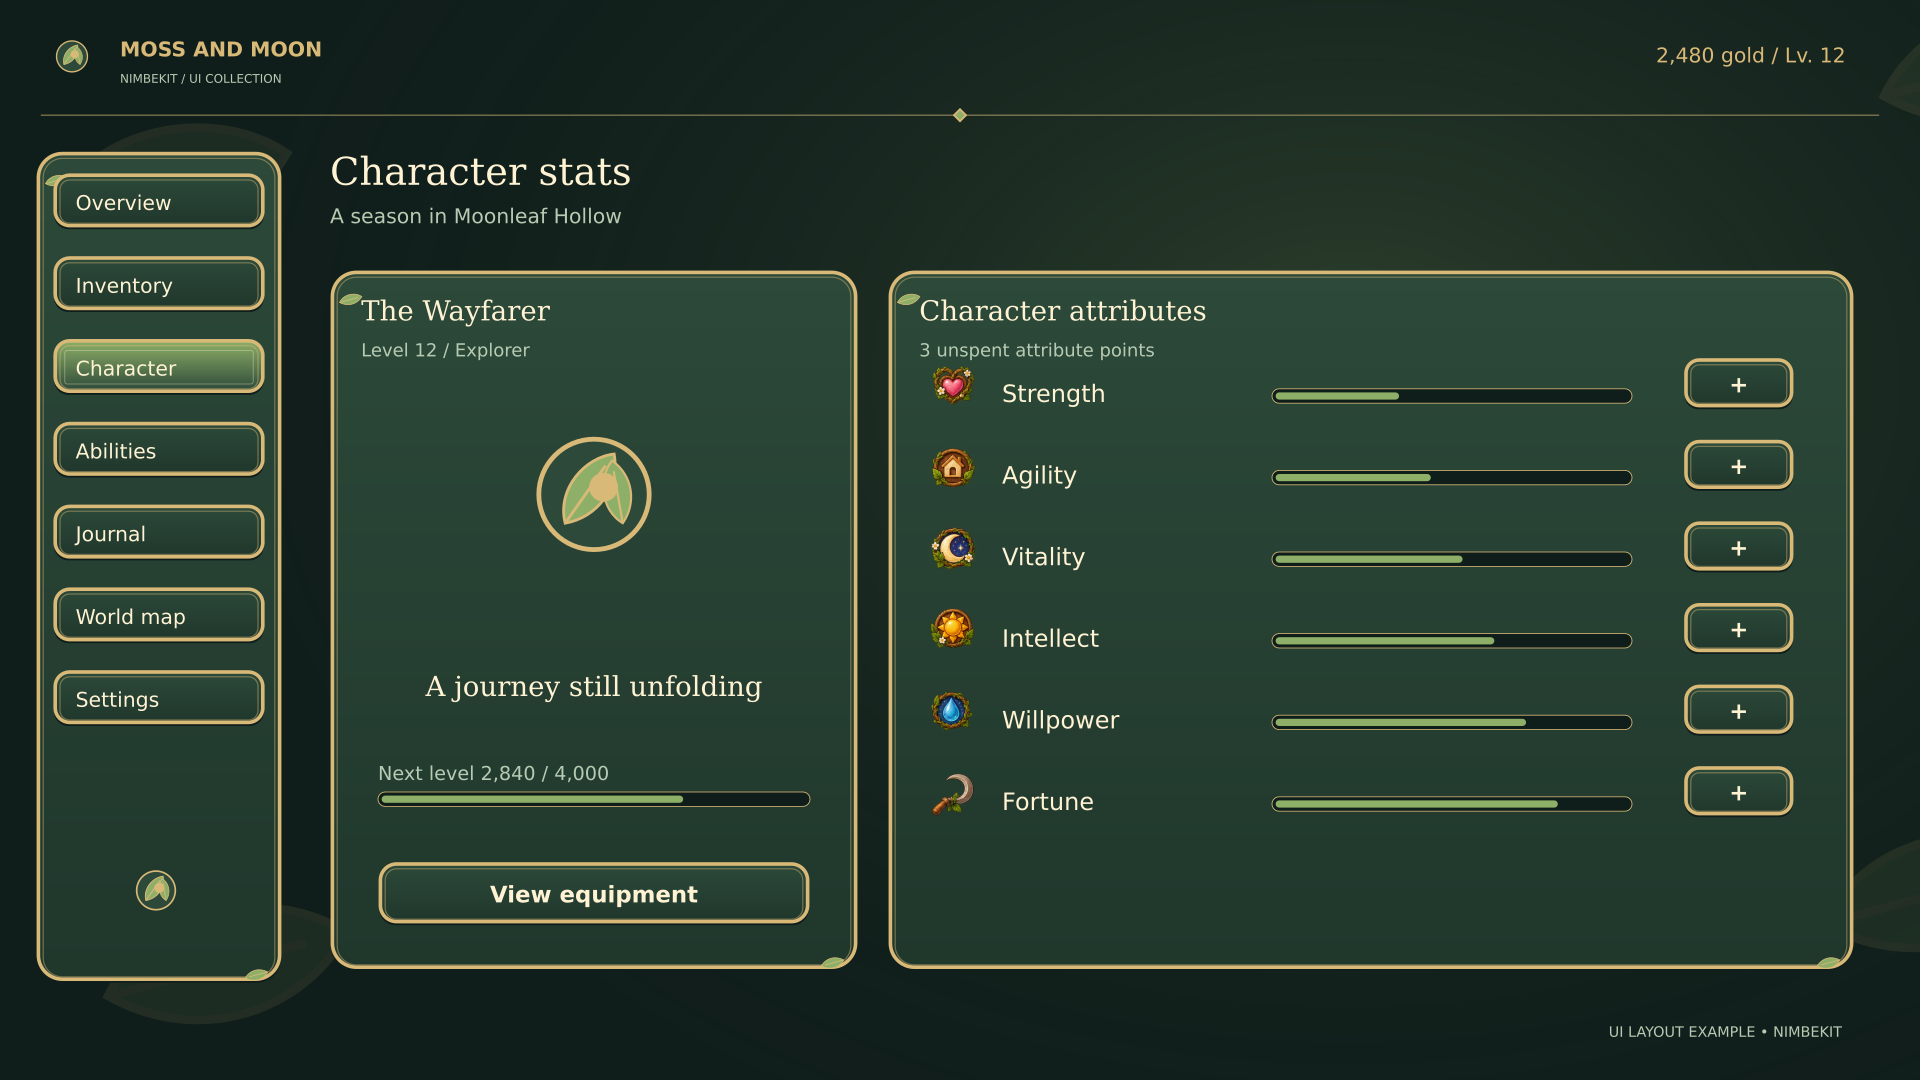 MOSS AND MOON
NIMBEKIT / UI COLLECTION
2,480 gold / Lv. 12
Overview
Inventory
Character
Abilities
Journal
World map
Settings
Character stats
A season in Moonleaf Hollow
The Wayfarer
Level 12 / Explorer
A journey still unfolding
Next level 2,840 / 4,000
View equipment
Character attributes
3 unspent attribute points
Strength
+
Agility
+
Vitality
+
Intellect
+
Willpower
+
Fortune
+
UI LAYOUT EXAMPLE • NIMBEKIT